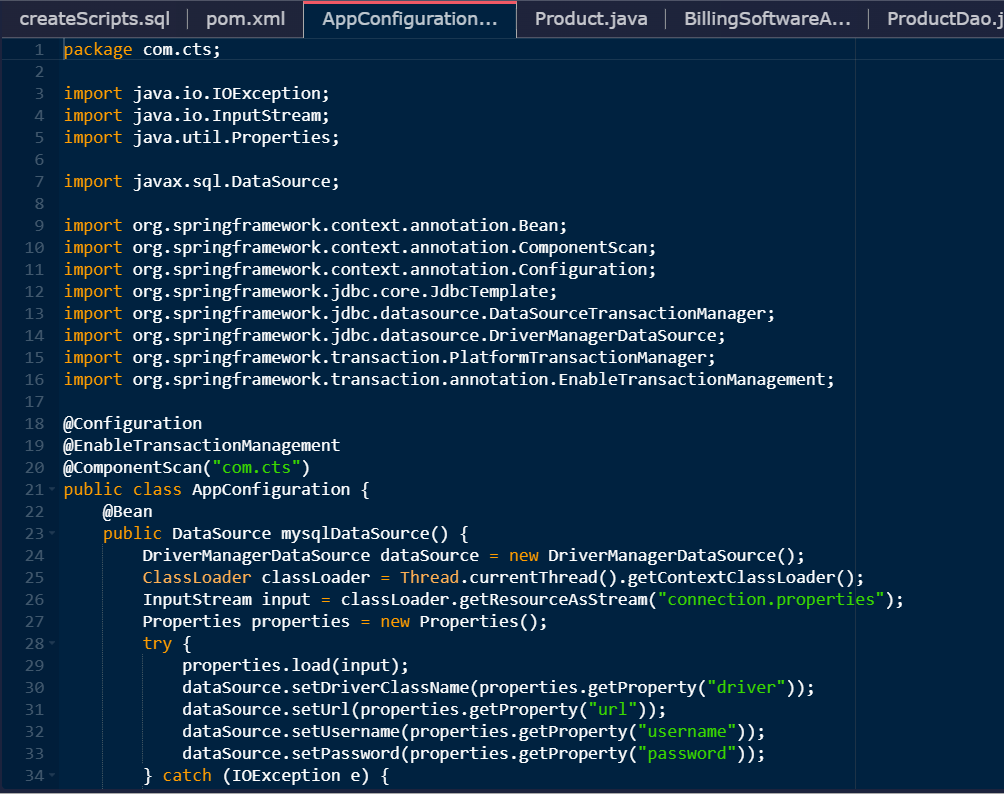 createScripts.sql pom.xml AppConfiguration... Product.java BillingSoftwareA... ProductDao.j
1 package com.cts;
2
3 import java.io.IOException;
4 import java.io.InputStream;
5 import java.util.Properties;
6
7 import javax.sql.DataSource;
8
9 import org.springframework.context.annotation.Bean;
10 import org.springframework.context.annotation.ComponentScan;
11 import org.springframework.context.annotation.Configuration;
12 import org.springframework.jdbc.core.JdbcTemplate;
13 import org.springframework.jdbc.datasource.DataSourceTransactionManager;
14 import org.springframework.jdbc.datasource.DriverManagerDataSource;
15 import org.springframework.transaction.PlatformTransactionManager;
16 import org.springframework.transaction.annotation.EnableTransactionManagement;
17
18 @Configuration
19 @EnableTransactionManagement
20 @ComponentScan("com.cts")
21 public class AppConfiguration {
22     @Bean
23     public DataSource mysqlDataSource() {
24         DriverManagerDataSource dataSource = new DriverManagerDataSource();
25         ClassLoader classLoader = Thread.currentThread().getContextClassLoader();
26         InputStream input = classLoader.getResourceAsStream("connection.properties");
27         Properties properties = new Properties();
28         try {
29             properties.load(input);
30             dataSource.setDriverClassName(properties.getProperty("driver"));
31             dataSource.setUrl(properties.getProperty("url"));
32             dataSource.setUsername(properties.getProperty("username"));
33             dataSource.setPassword(properties.getProperty("password"));
34         } catch (IOException e) {